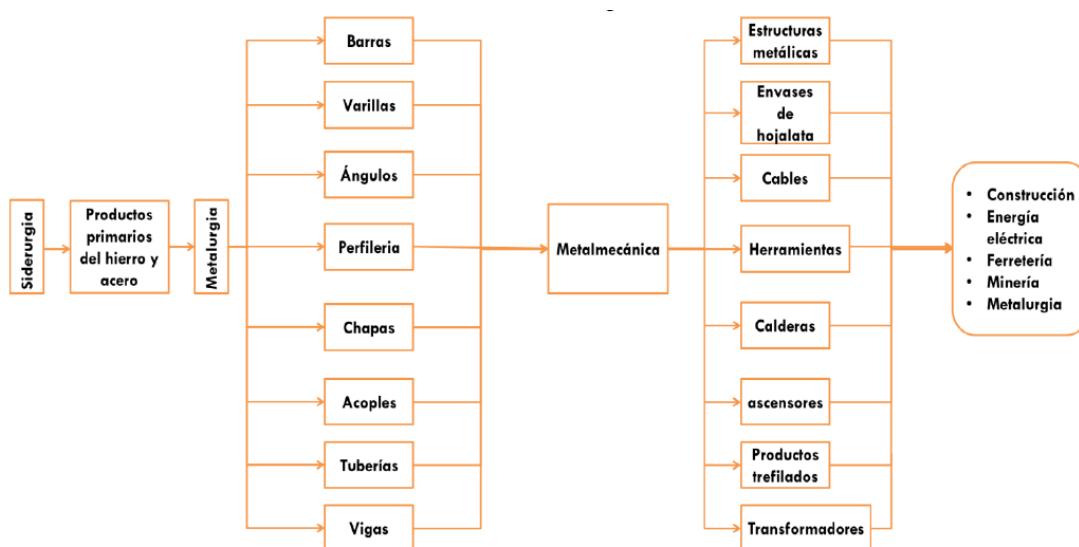 Siderurgia
Productos
primarios
del hierro y
acero
Metalurgia
Barras
Varillas
Ángulos
Perfileria
Chapas
Acoples
Tuberías
Vigas
Metalmecánica
Estructuras
metálicas
Envases
de
hojalata
Cables
Herramientas
Calderas
ascensores
Productos
trefilados
Transformadores
• Construcción
• Energía
eléctrica
• Ferretería
• Minería
• Metalurgia